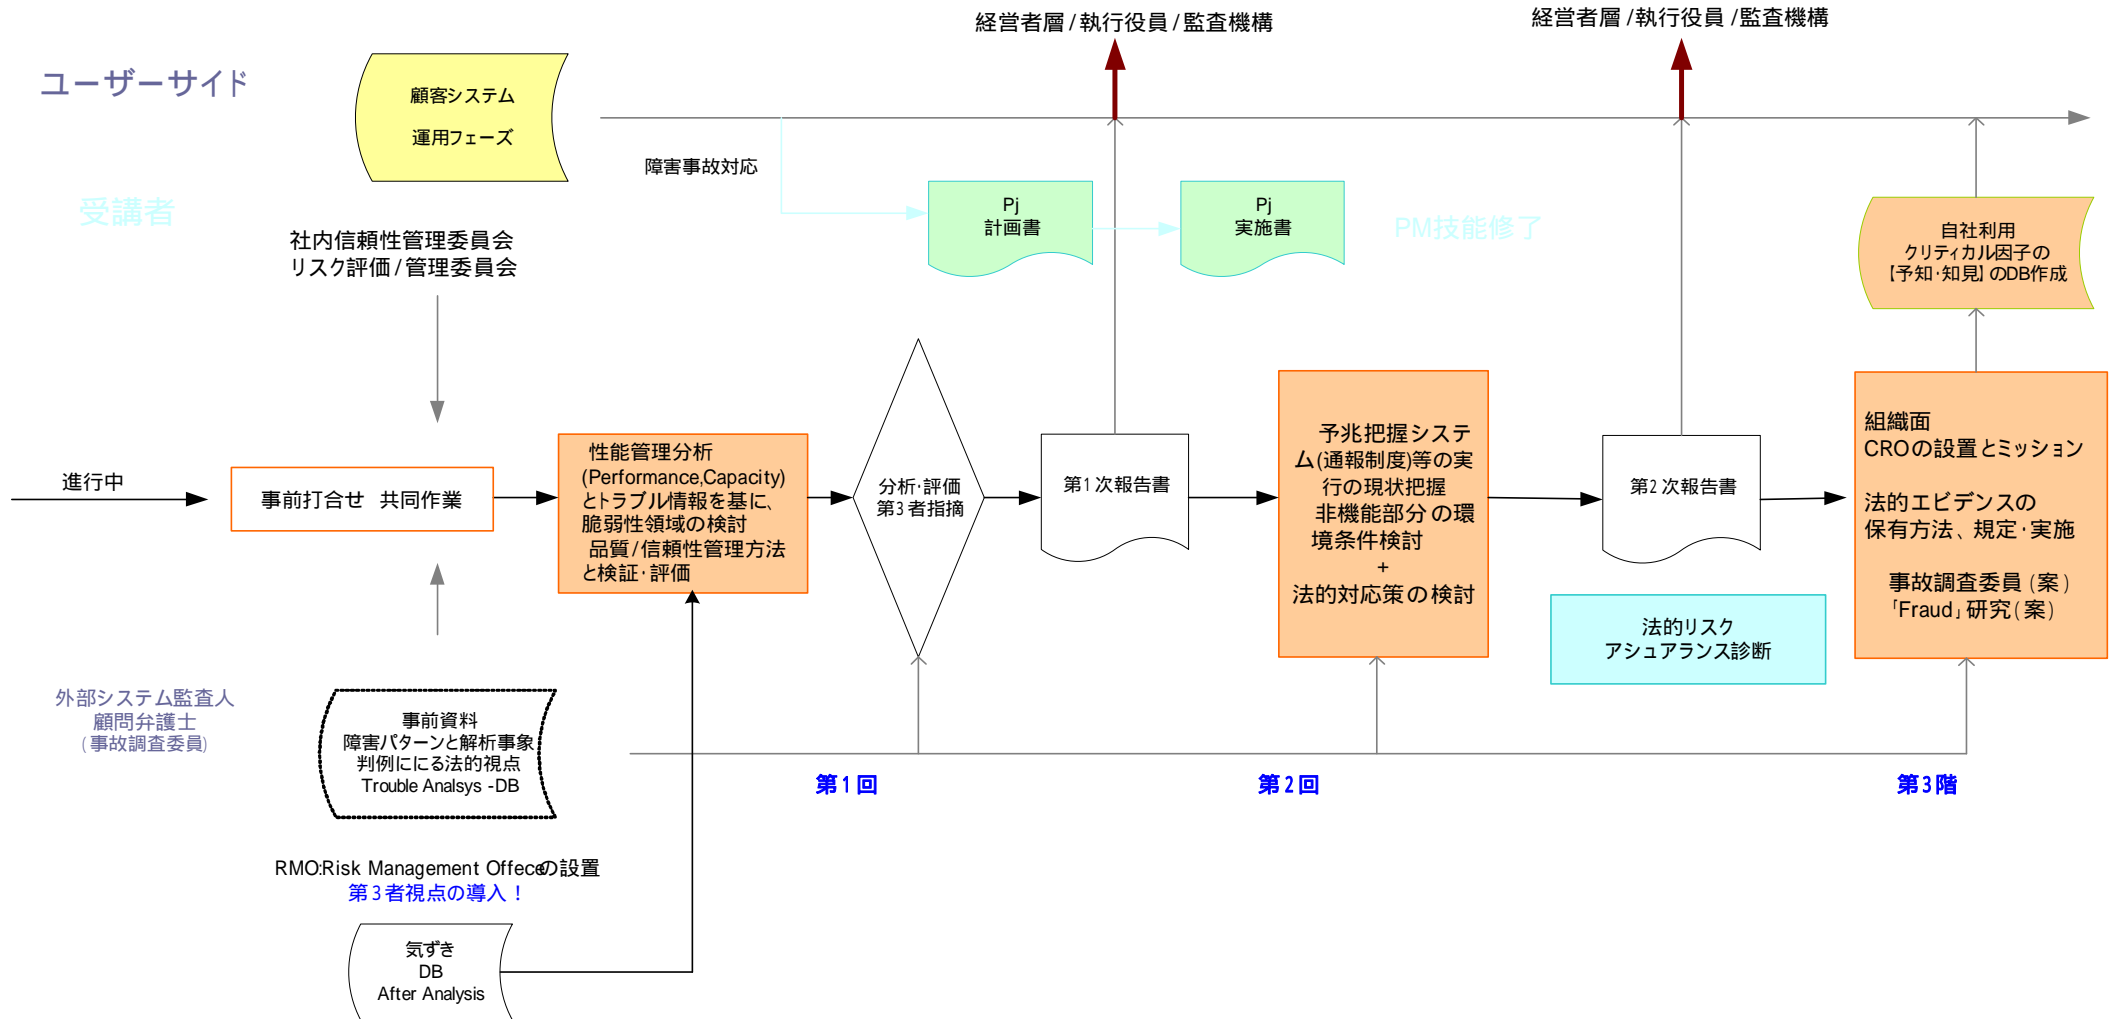 経営者層/執行役員/監査機構
経営者層/執行役員/監査機構
ユーザーサイド
顧客システム
運用フェーズ
障害事故対応
受講者
Pj
計画書
Pj
実施書
PM技能修了
自社利用
クリティカル因子の
【予知・知見】のDB作成
社内信頼性管理委員会
リスク評価/管理委員会
進行中
事前打合せ 共同作業
性能管理分析
(Performance,Capacity)
とトラブル情報を基に、
脆弱性領域の検討
品質/信頼性管理方法
と検証・評価
分析・評価
第3者指摘
第1次報告書
予兆把握システ
ム(通報制度)等の実
行の現状把握
非機能部分の環
境条件検討
+
法的対応策の検討
第2次報告書
組織面
CROの設置とミッション
法的エビデンスの
保有方法、規定・実施
事故調査委員(案)
「Fraud」研究(案)
法的リスク
アシュアランス診断
外部システム監査人
顧問弁護士
(事故調査委員)
事前資料
障害パターンと解析事象
判例ににる法的視点
Trouble Analsys -DB
第1回
第2回
第3階
RMO:Risk Management Offeceの設置
第3者視点の導入！
気ずき
DB
After Analysis